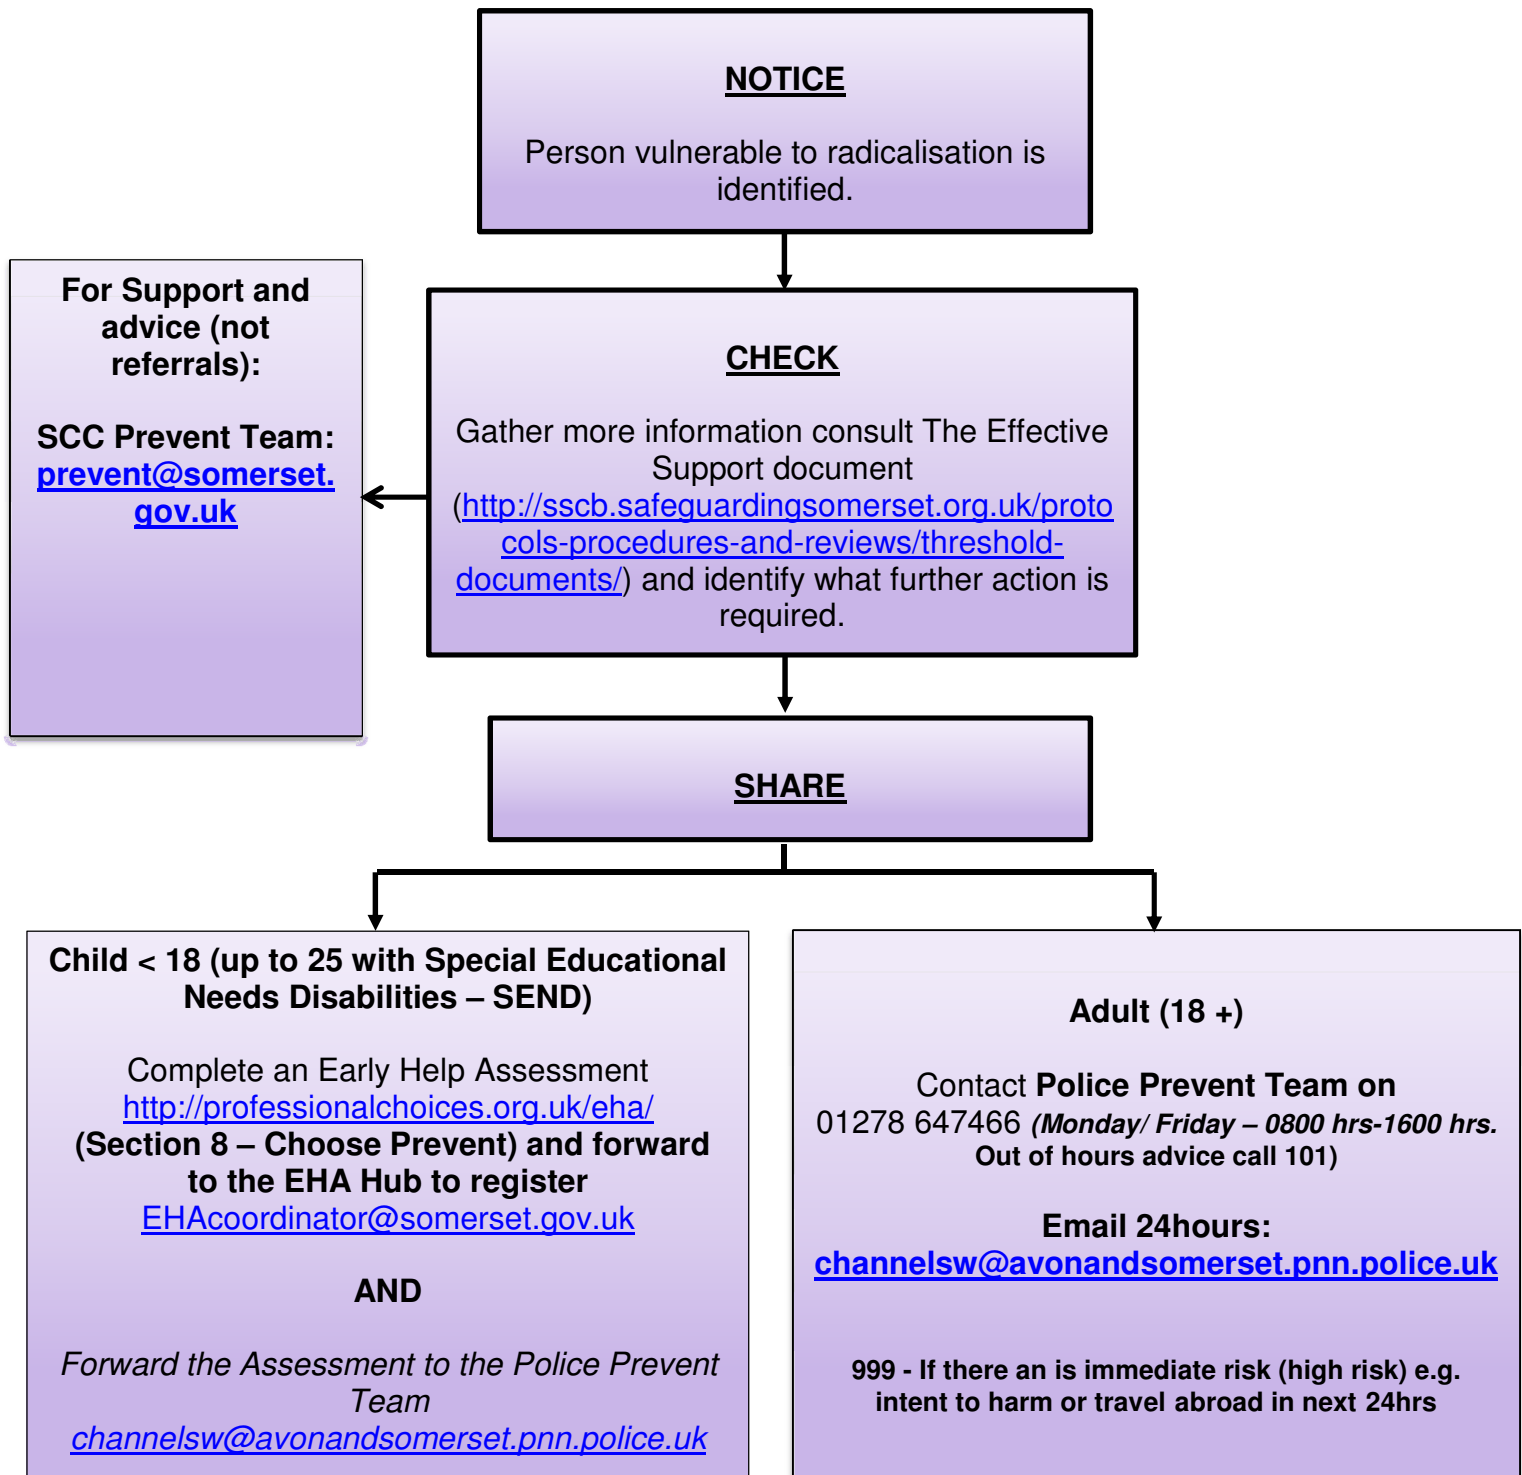 NOTICE
Person vulnerable to radicalisation is
identified.
For Support and
advice (not
referrals):
SCC Prevent Team:
prevent@somerset.
gov.uk
CHECK
Gather more information consult The Effective
Support document
(http://sscb.safeguardingsomerset.org.uk/proto
cols-procedures-and-reviews/threshold-
documents/) and identify what further action is
required.
SHARE
Child < 18 (up to 25 with Special Educational
Needs Disabilities – SEND)
Complete an Early Help Assessment
http://professionalchoices.org.uk/eha/
(Section 8 – Choose Prevent) and forward
to the EHA Hub to register
EHAcoordinator@somerset.gov.uk
AND
Forward the Assessment to the Police Prevent
Team
channelsw@avonandsomerset.pnn.police.uk
Adult (18 +)
Contact Police Prevent Team on
01278 647466 (Monday/ Friday – 0800 hrs-1600 hrs.
Out of hours advice call 101)
Email 24hours:
channelsw@avonandsomerset.pnn.police.uk
999 - If there an is immediate risk (high risk) e.g.
intent to harm or travel abroad in next 24hrs